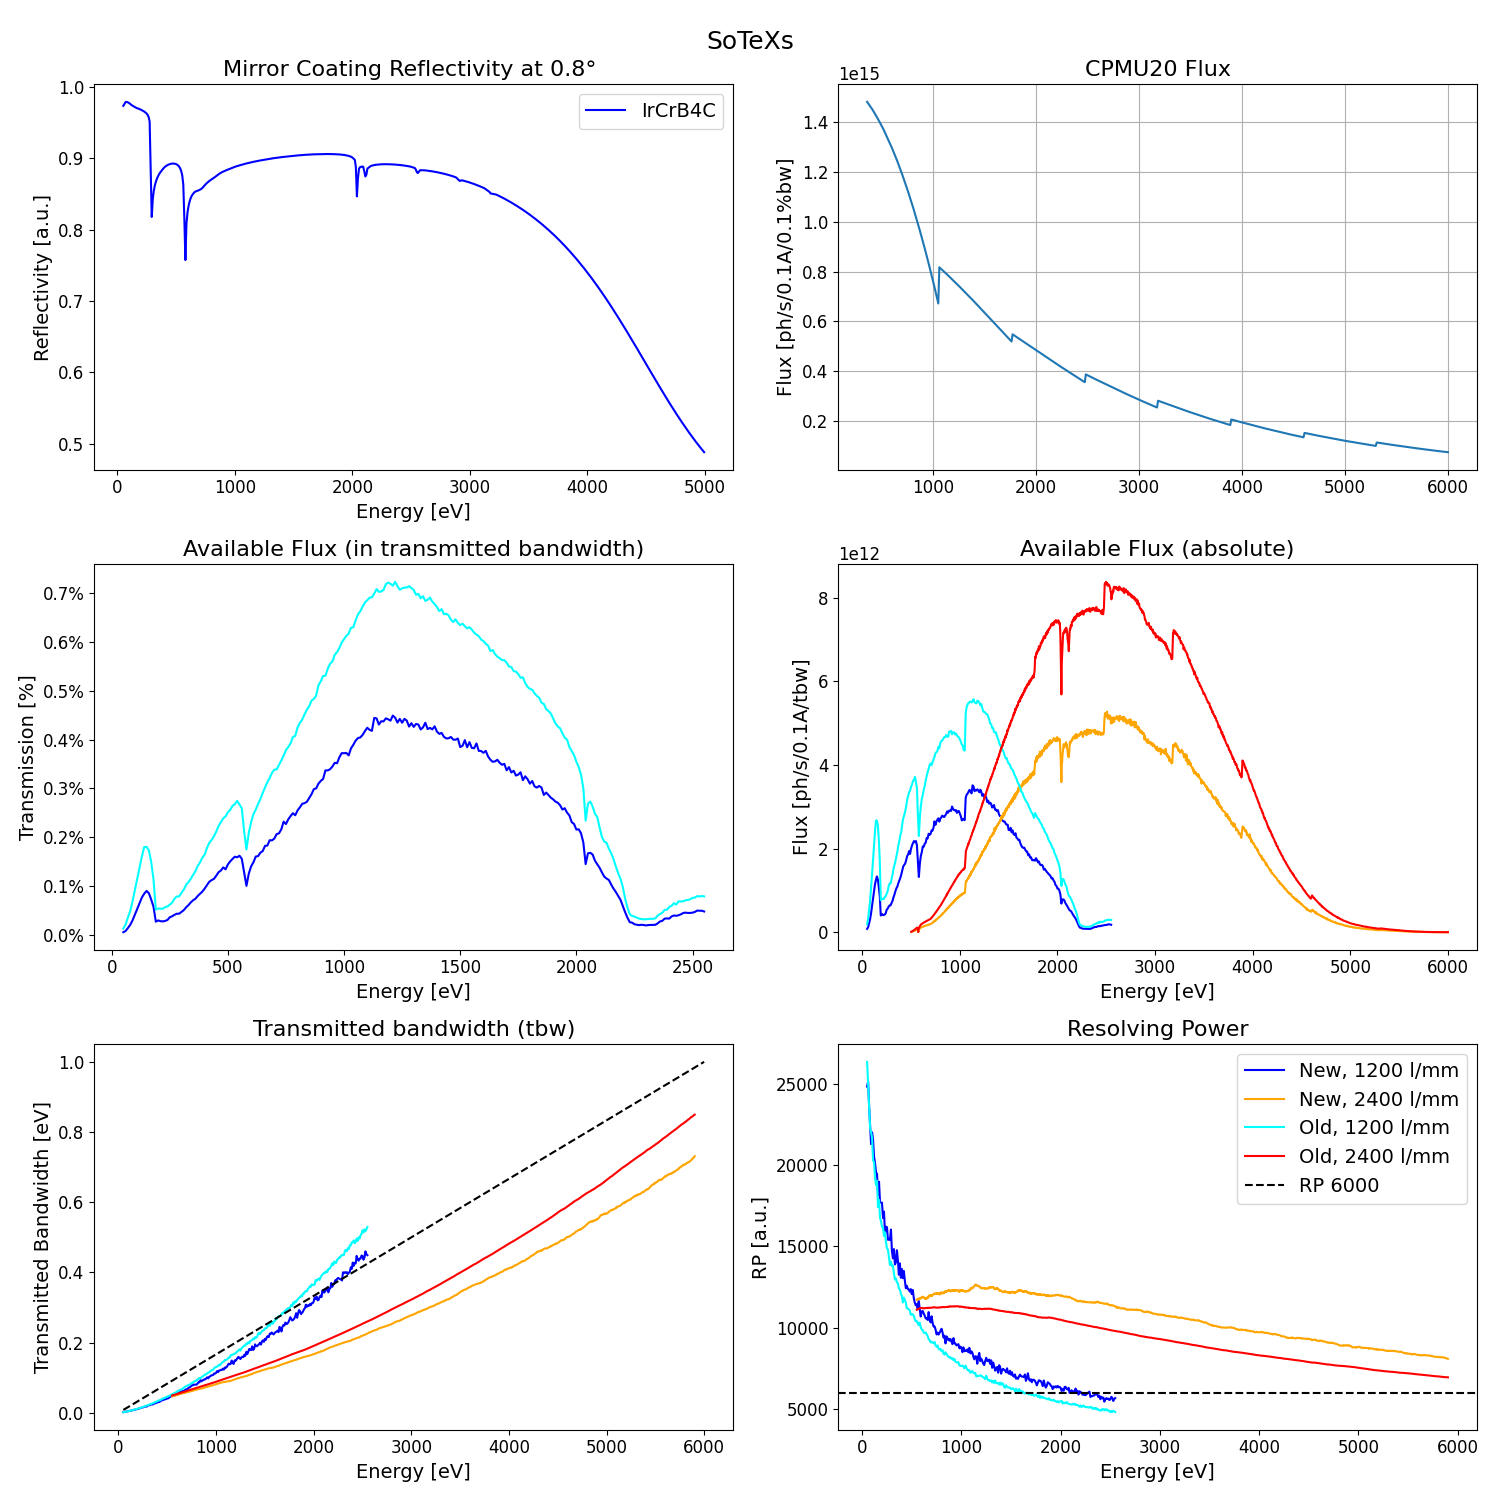 SoTeXs
Mirror Coating Reflectivity at 0.8°
Reflectivity [a.u.]
1.0
0.9
0.8
0.7
0.6
0.5
IrCrB4C
0 1000 2000 3000 4000 5000
Energy [eV]
CPMU20 Flux
1e15
Flux [ph/s/0.1A/0.1%bw]
1.4
1.2
1.0
0.8
0.6
0.4
0.2
1000 2000 3000 4000 5000 6000
Available Flux (in transmitted bandwidth)
Transmission [%]
0.7%
0.6%
0.5%
0.4%
0.3%
0.2%
0.1%
0.0%
0 500 1000 1500 2000 2500
Energy [eV]
Available Flux (absolute)
1e12
Flux [ph/s/0.1A/tbw]
8
6
4
2
0
0 1000 2000 3000 4000 5000 6000
Energy [eV]
Transmitted bandwidth (tbw)
Transmitted Bandwidth [eV]
1.0
0.8
0.6
0.4
0.2
0.0
0 1000 2000 3000 4000 5000 6000
Energy [eV]
Resolving Power
RP [a.u.]
25000
20000
15000
10000
5000
New, 1200 l/mm
New, 2400 l/mm
Old, 1200 l/mm
Old, 2400 l/mm
RP 6000
0 1000 2000 3000 4000 5000 6000
Energy [eV]